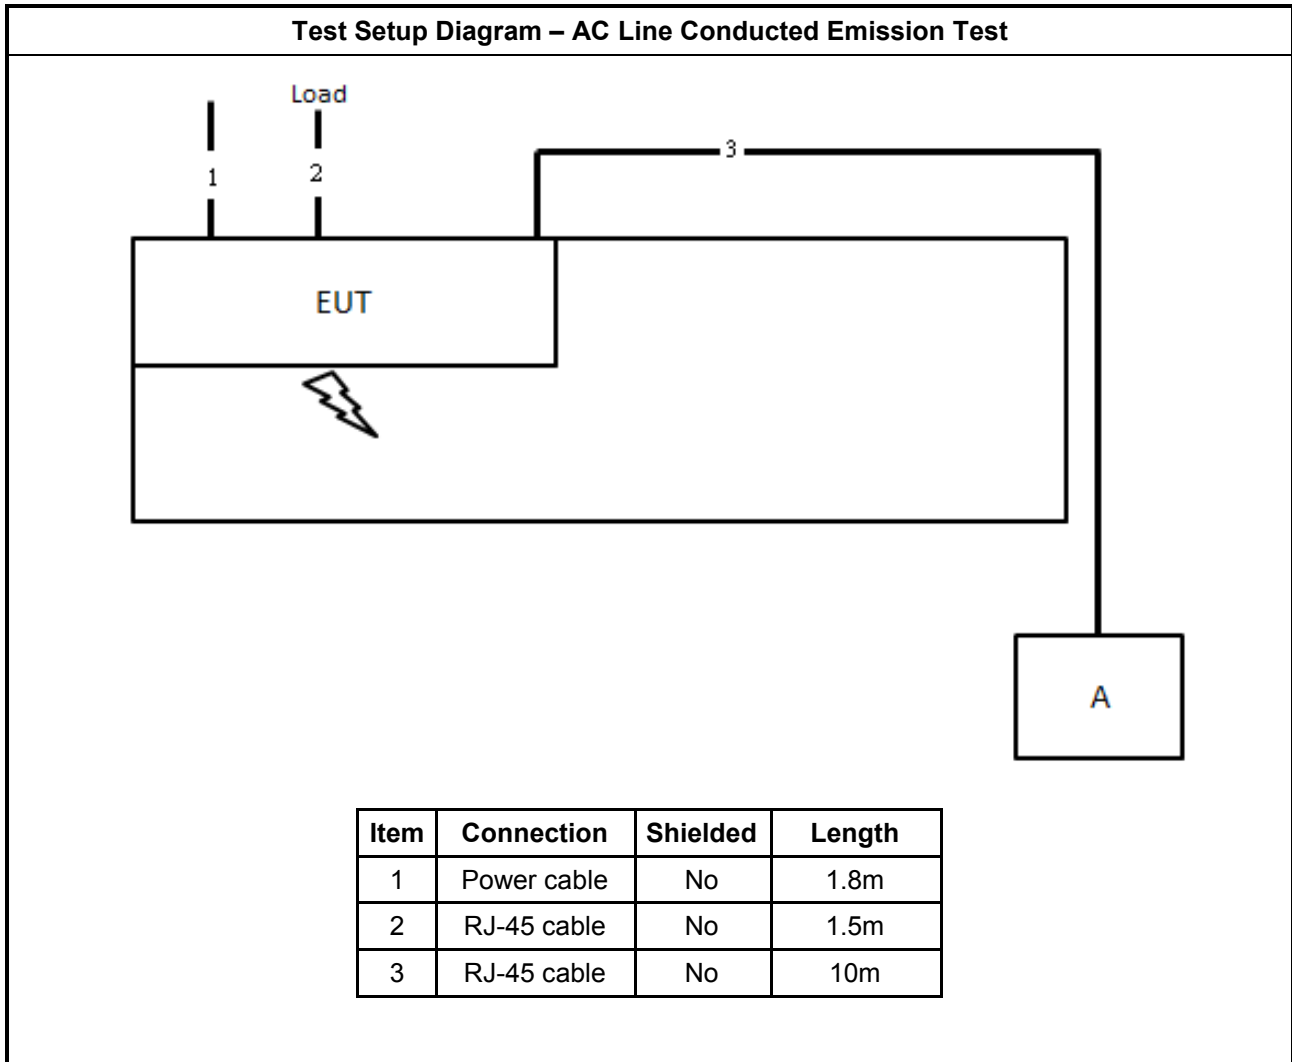 Test Setup Diagram – AC Line Conducted Emission Test
Load
1
2
3
EUT
A
Item Connection Shielded Length
1 Power cable No 1.8m
2 RJ-45 cable No 1.5m
3 RJ-45 cable No 10m